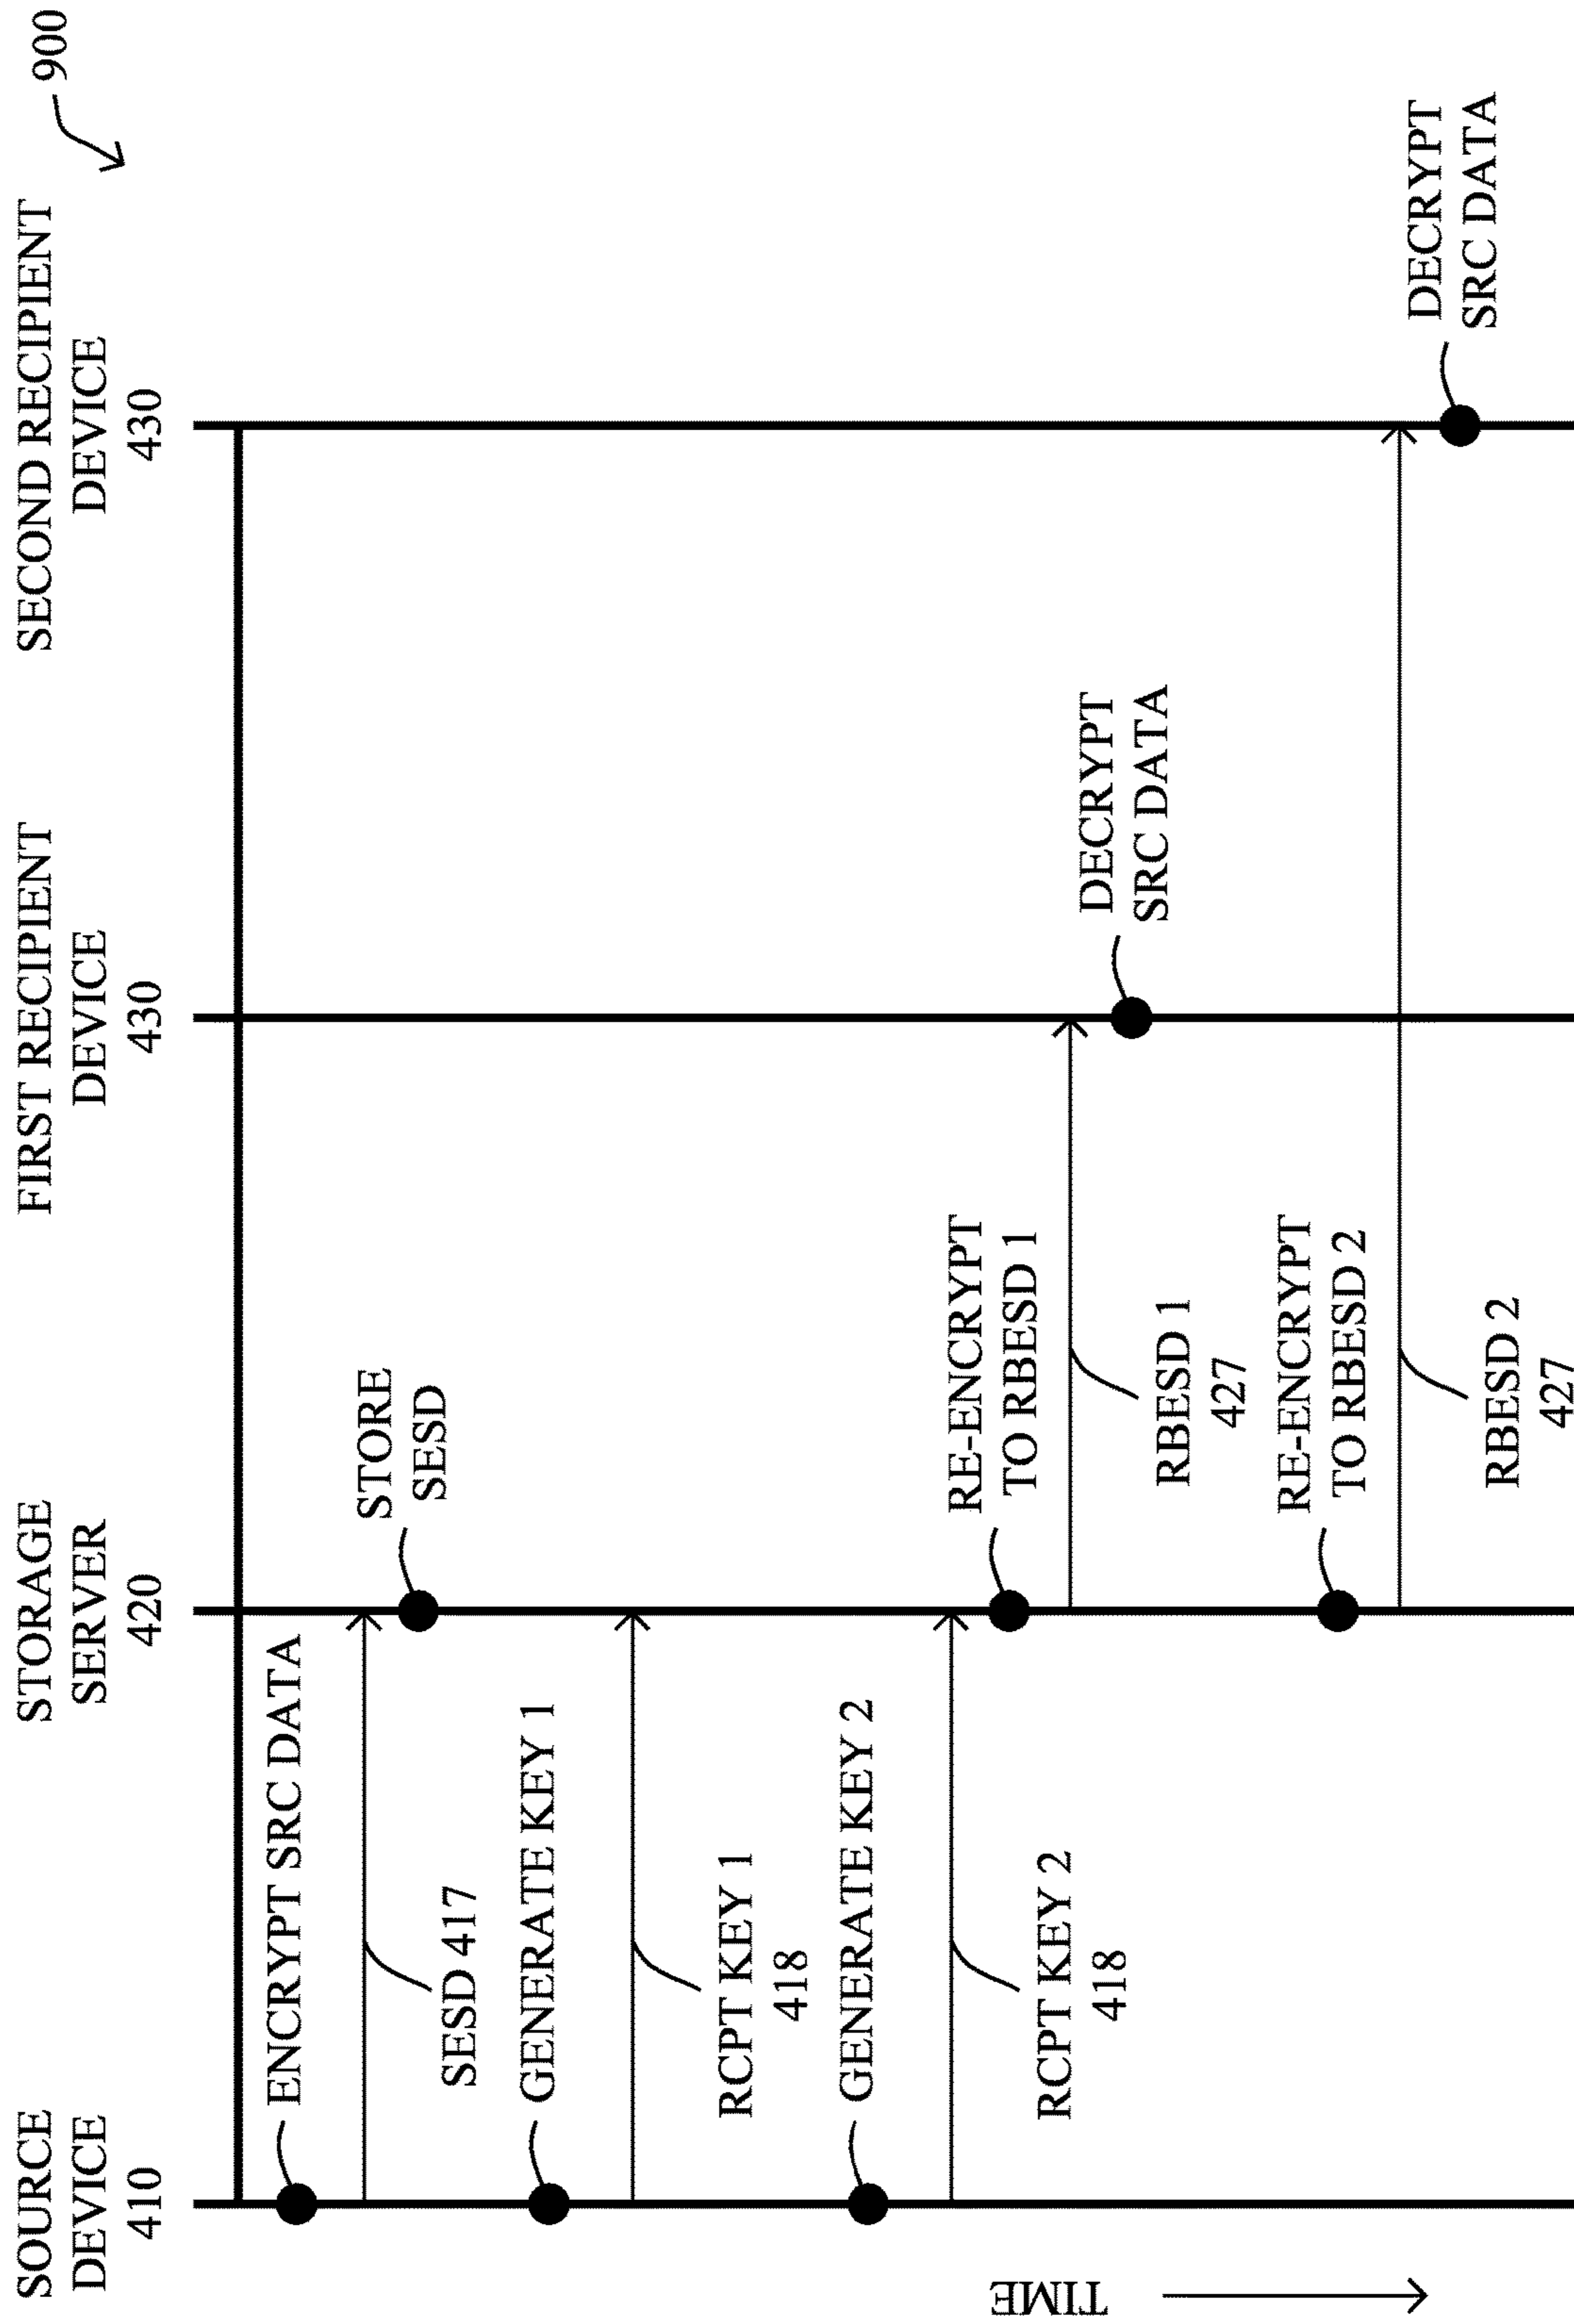 900
SOURCE
DEVICE
410
STORAGE
SERVER
420
FIRST RECIPIENT
DEVICE
430
SECOND RECIPIENT
DEVICE
430
ENCRYPT SRC DATA
SESD 417
STORE
SESD
GENERATE KEY 1
RCPT KEY 1
418
GENERATE KEY 2
RCPT KEY 2
418
RE-ENCRYPT
TO RBESD 1
RBESD 1
427
DECRYPT
SRC DATA
RE-ENCRYPT
TO RBESD 2
RBESD 2
427
DECRYPT
SRC DATA
TIME